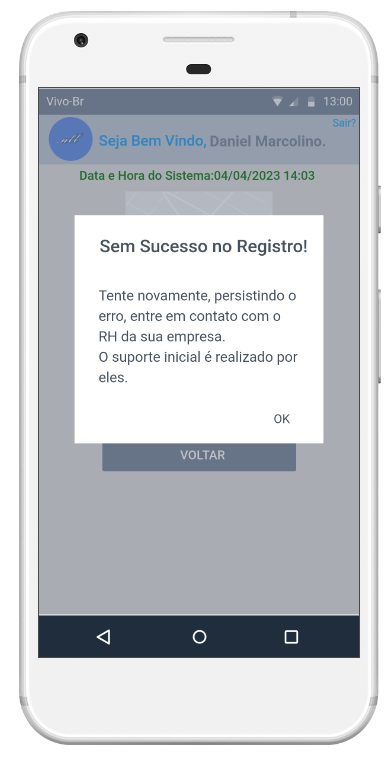 Vivo-Br 13:00
Sair?
Seja Bem Vindo, Daniel Marcolino.
Data e Hora do Sistema:04/04/2023 14:03
Sem Sucesso no Registro!
Tente novamente, persistindo o
erro, entre em contato com o
RH da sua empresa.
O suporte inicial é realizado por
eles.
OK
VOLTAR